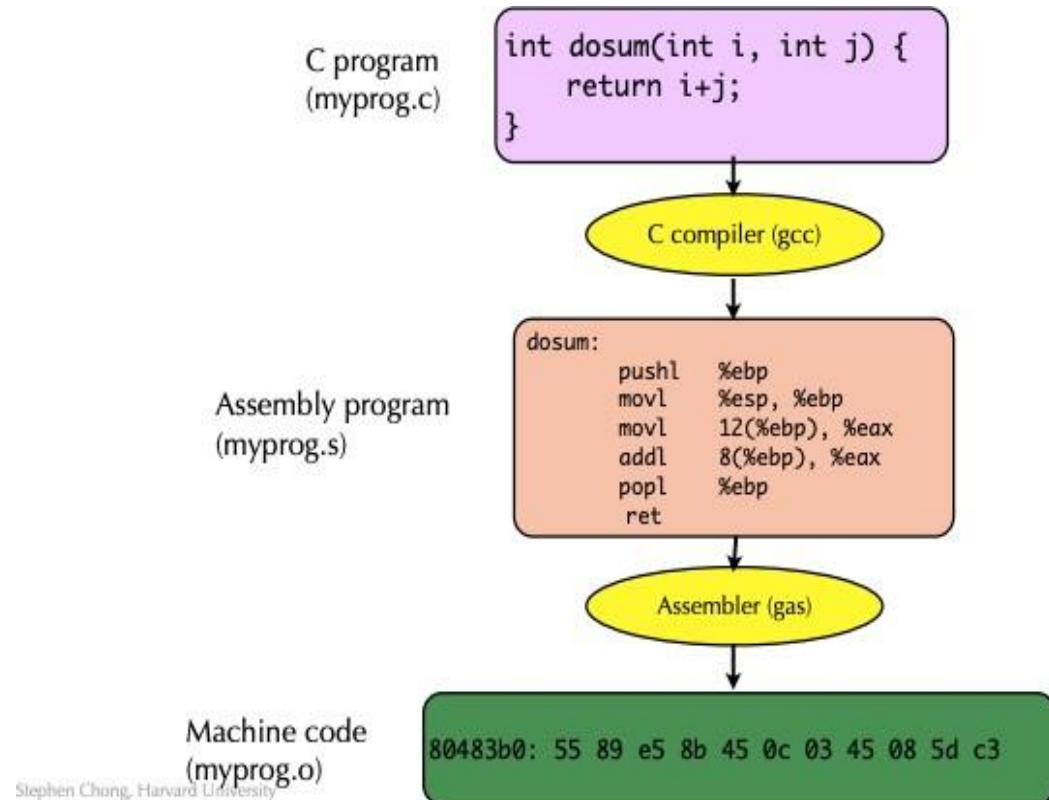 C program
(myprog.c)
int dosum(int i, int j) {
return i+j;
}
C compiler (gcc)
Assembly program
(myprog.s)
dosum:
pushl %ebp
movl %esp, %ebp
movl 12(%ebp), %eax
addl 8(%ebp), %eax
popl %ebp
ret
Assembler (gas)
Machine code
(myprog.o)
80483b0: 55 89 e5 8b 45 0c 03 45 08 5d c3
Stephen Chong, Harvard University